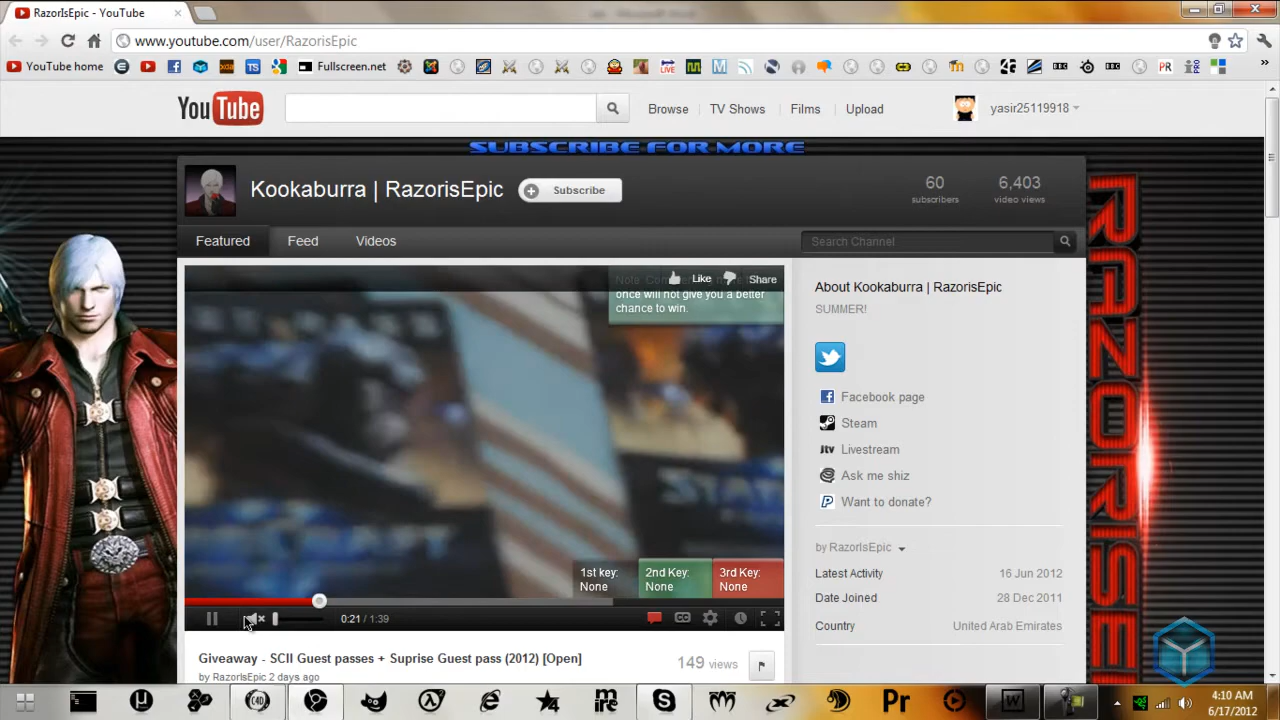 RazorIsEpic - YouTube
www.youtube.com/user/RazorisEpic
YouTube home
Fullscreen.net
YouTube
Browse | TV Shows | Films | Upload
yasir25119918
SUBSCRIBE FOR MORE
Kookaburra | RazorisEpic
Subscribe
60
subscribers
6,403
video views
Featured
Feed
Videos
Search Channel
Like
Share
once will not give you a better
chance to win.
1st key:
None
2nd Key:
None
3rd Key:
None
0:21 / 1:39
Giveaway - SCII Guest passes + Suprise Guest pass (2012) [Open]
by RazorIsEpic 2 days ago
149 views
About Kookaburra | RazorisEpic
SUMMER!
Facebook page
Steam
Livestream
Ask me shiz
Want to donate?
by RazorIsEpic
Latest Activity 16 Jun 2012
Date Joined 28 Dec 2011
Country United Arab Emirates
RAZORISE
4:10 AM
6/17/2012